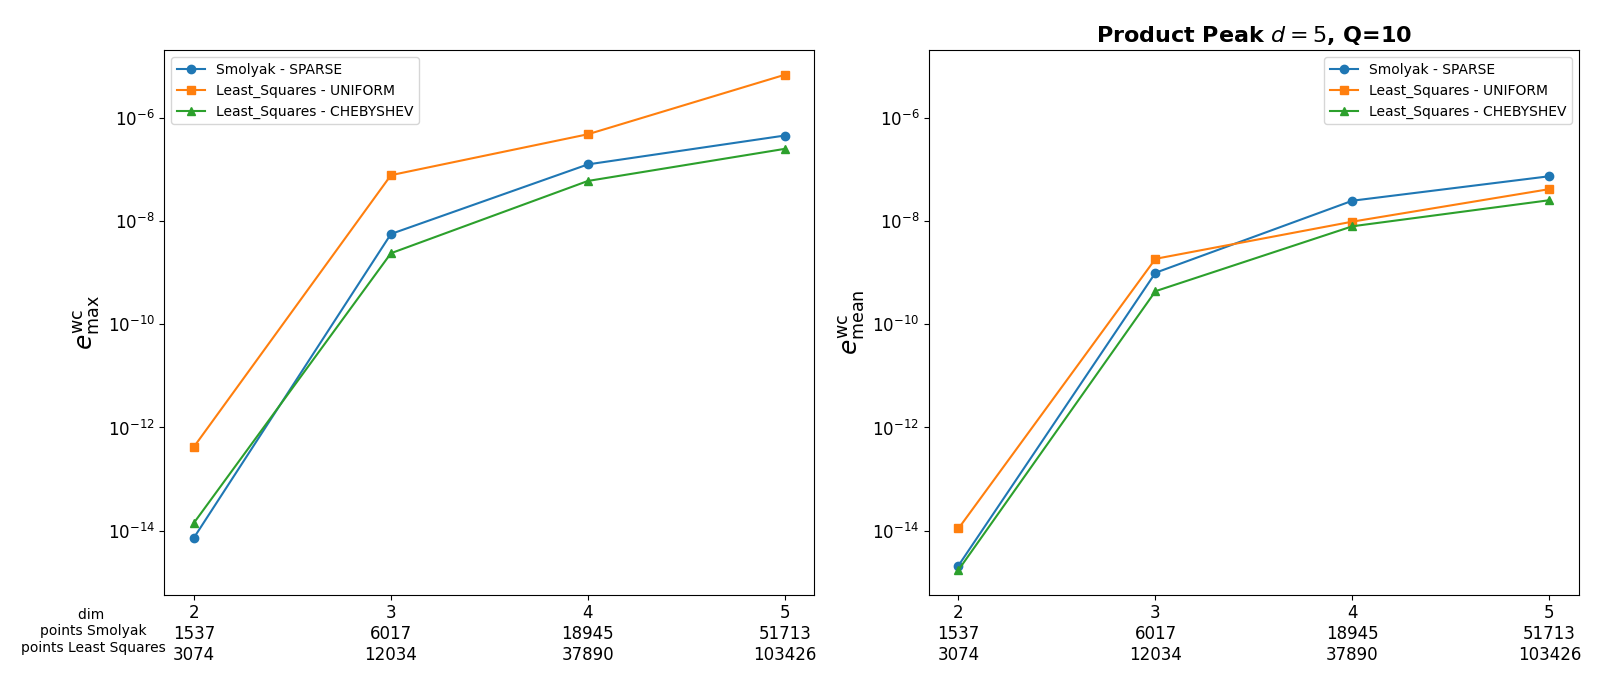 Product Peak d = 5, Q=10
Smolyak - SPARSE
Least_Squares - UNIFORM
Least_Squares - CHEBYSHEV
10⁻⁶
10⁻⁸
10⁻¹⁰
10⁻¹²
10⁻¹⁴
e^wc_max
dim
points Smolyak
points Least Squares
2 3 4 5
1537 6017 18945 51713
3074 12034 37890 103426
Smolyak - SPARSE
Least_Squares - UNIFORM
Least_Squares - CHEBYSHEV
10⁻⁶
10⁻⁸
10⁻¹⁰
10⁻¹²
10⁻¹⁴
e^wc_mean
2 3 4 5
1537 6017 18945 51713
3074 12034 37890 103426